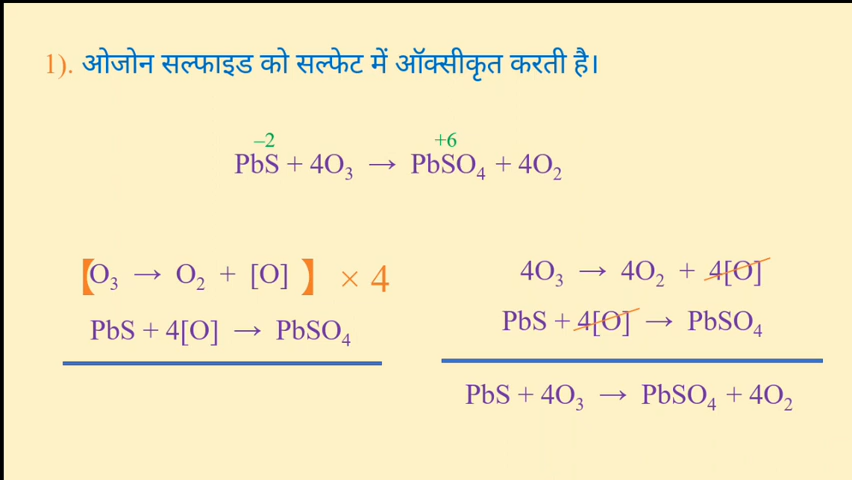 1). ओजोन सल्फाइड को सल्फेट में ऑक्सीकृत करती है।
–2 +6
PbS + 4O₃ → PbSO₄ + 4O₂
【O₃ → O₂ + [O]】 × 4
PbS + 4[O] → PbSO₄
4O₃ → 4O₂ + 4[O]
PbS + 4[O] → PbSO₄
PbS + 4O₃ → PbSO₄ + 4O₂